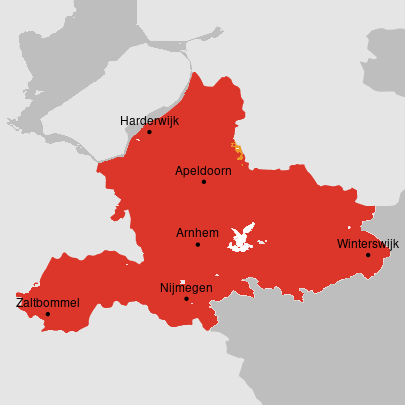 Harderwijk
Apeldoorn
Arnhem
Winterswijk
Nijmegen
Zaltbommel